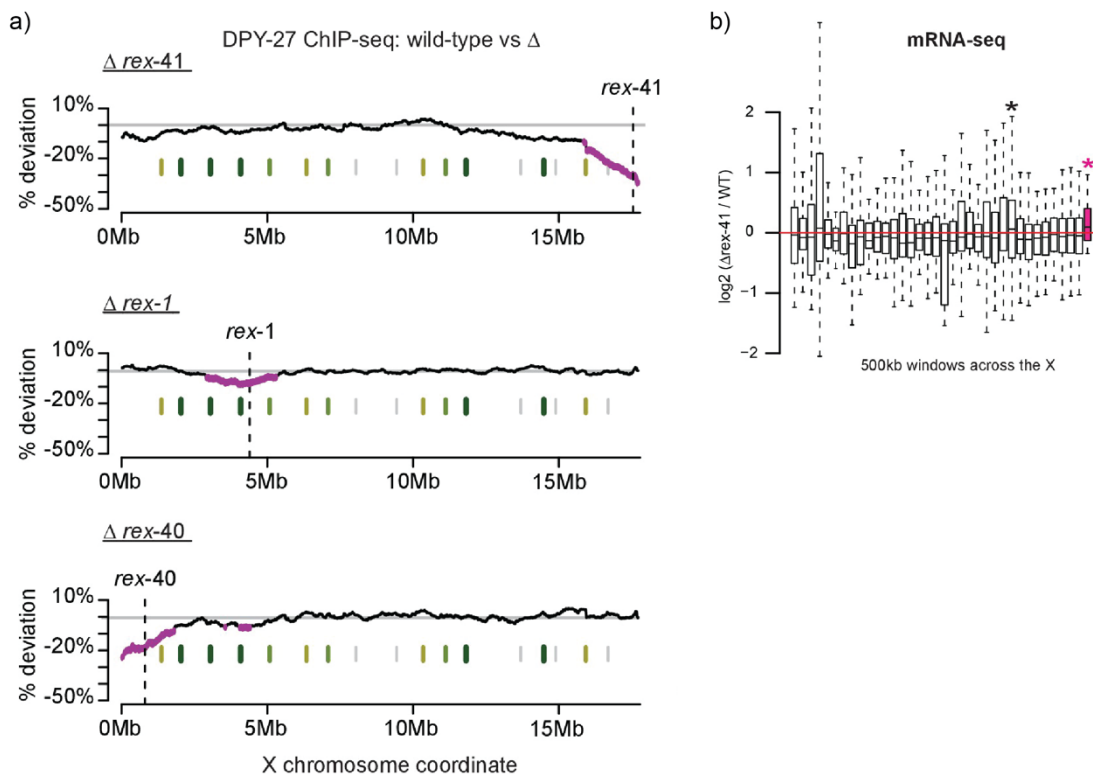 a)
DPY-27 ChIP-seq: wild-type vs Δ
Δ rex-41
rex-41
10%
-20%
-50%
% deviation
0Mb 5Mb 10Mb 15Mb
Δ rex-1
rex-1
10%
-20%
-50%
% deviation
0Mb 5Mb 10Mb 15Mb
Δ rex-40
rex-40
10%
-20%
-50%
% deviation
0Mb 5Mb 10Mb 15Mb
X chromosome coordinate
b)
mRNA-seq
*
*
2
1
0
−1
−2
log2 (Δrex-41 / WT)
500kb windows across the X